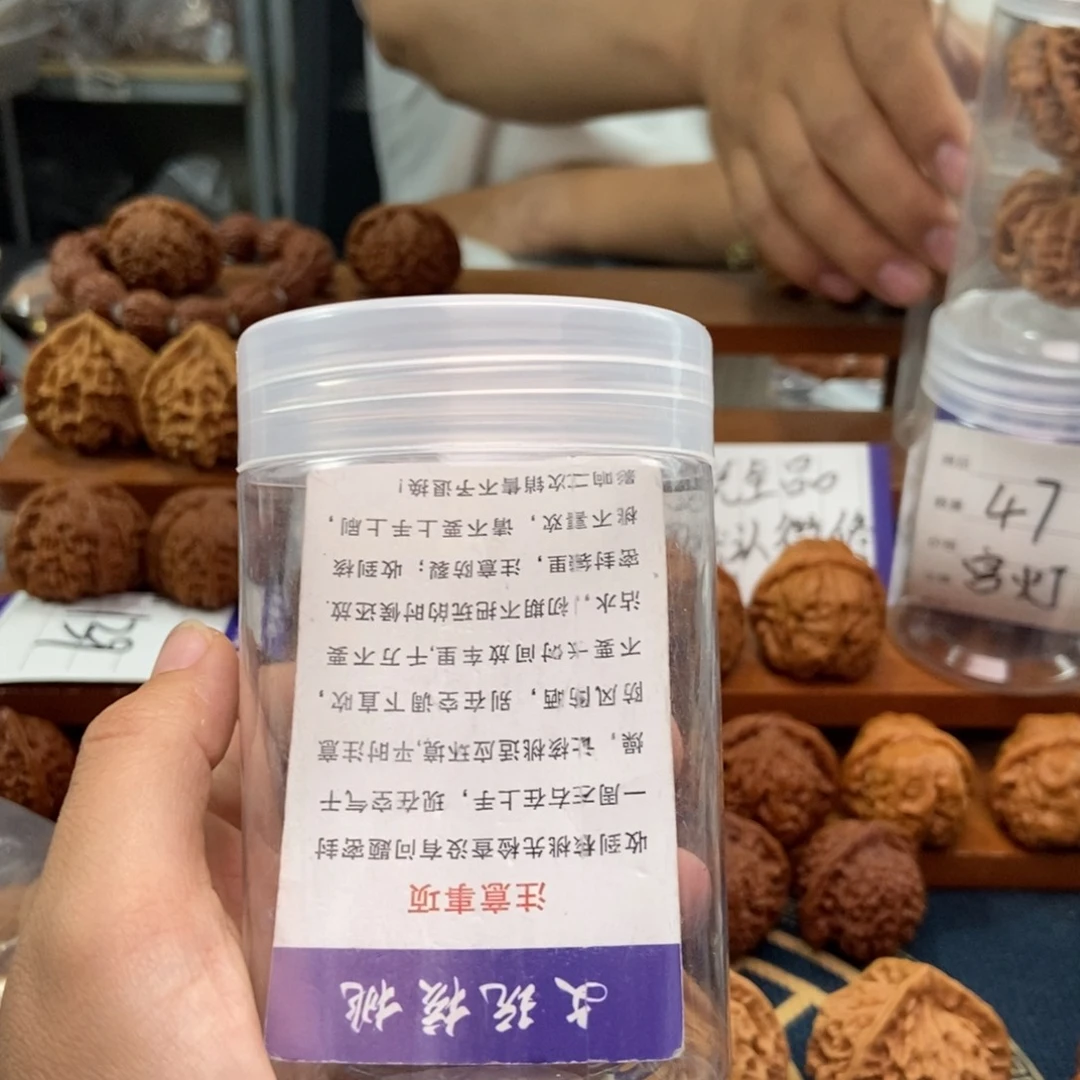 文玩核桃
注意事项
收到核桃先检查没有问题密封
一周左右在上手，现在空气干
燥，让核桃适应环境,平时注意
防风防晒，别在空调下直吹，
不要长时间放车里,千万不要
沾水,初期不把玩的时候还放
密封罐里，注意防裂；收到核
桃不喜欢，请不要上手上刷，
影响二次销售不予退换！
47
宫灯